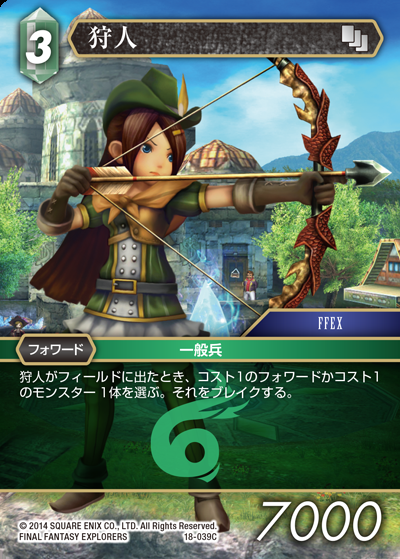 3
狩人
FFEX
フォワード
一般兵
狩人がフィールドに出たとき、コスト1のフォワードかコスト1
のモンスター 1体を選ぶ。それをブレイクする。
© 2014 SQUARE ENIX CO., LTD. All Rights Reserved.
FINAL FANTASY EXPLORERS
18-039C
7000